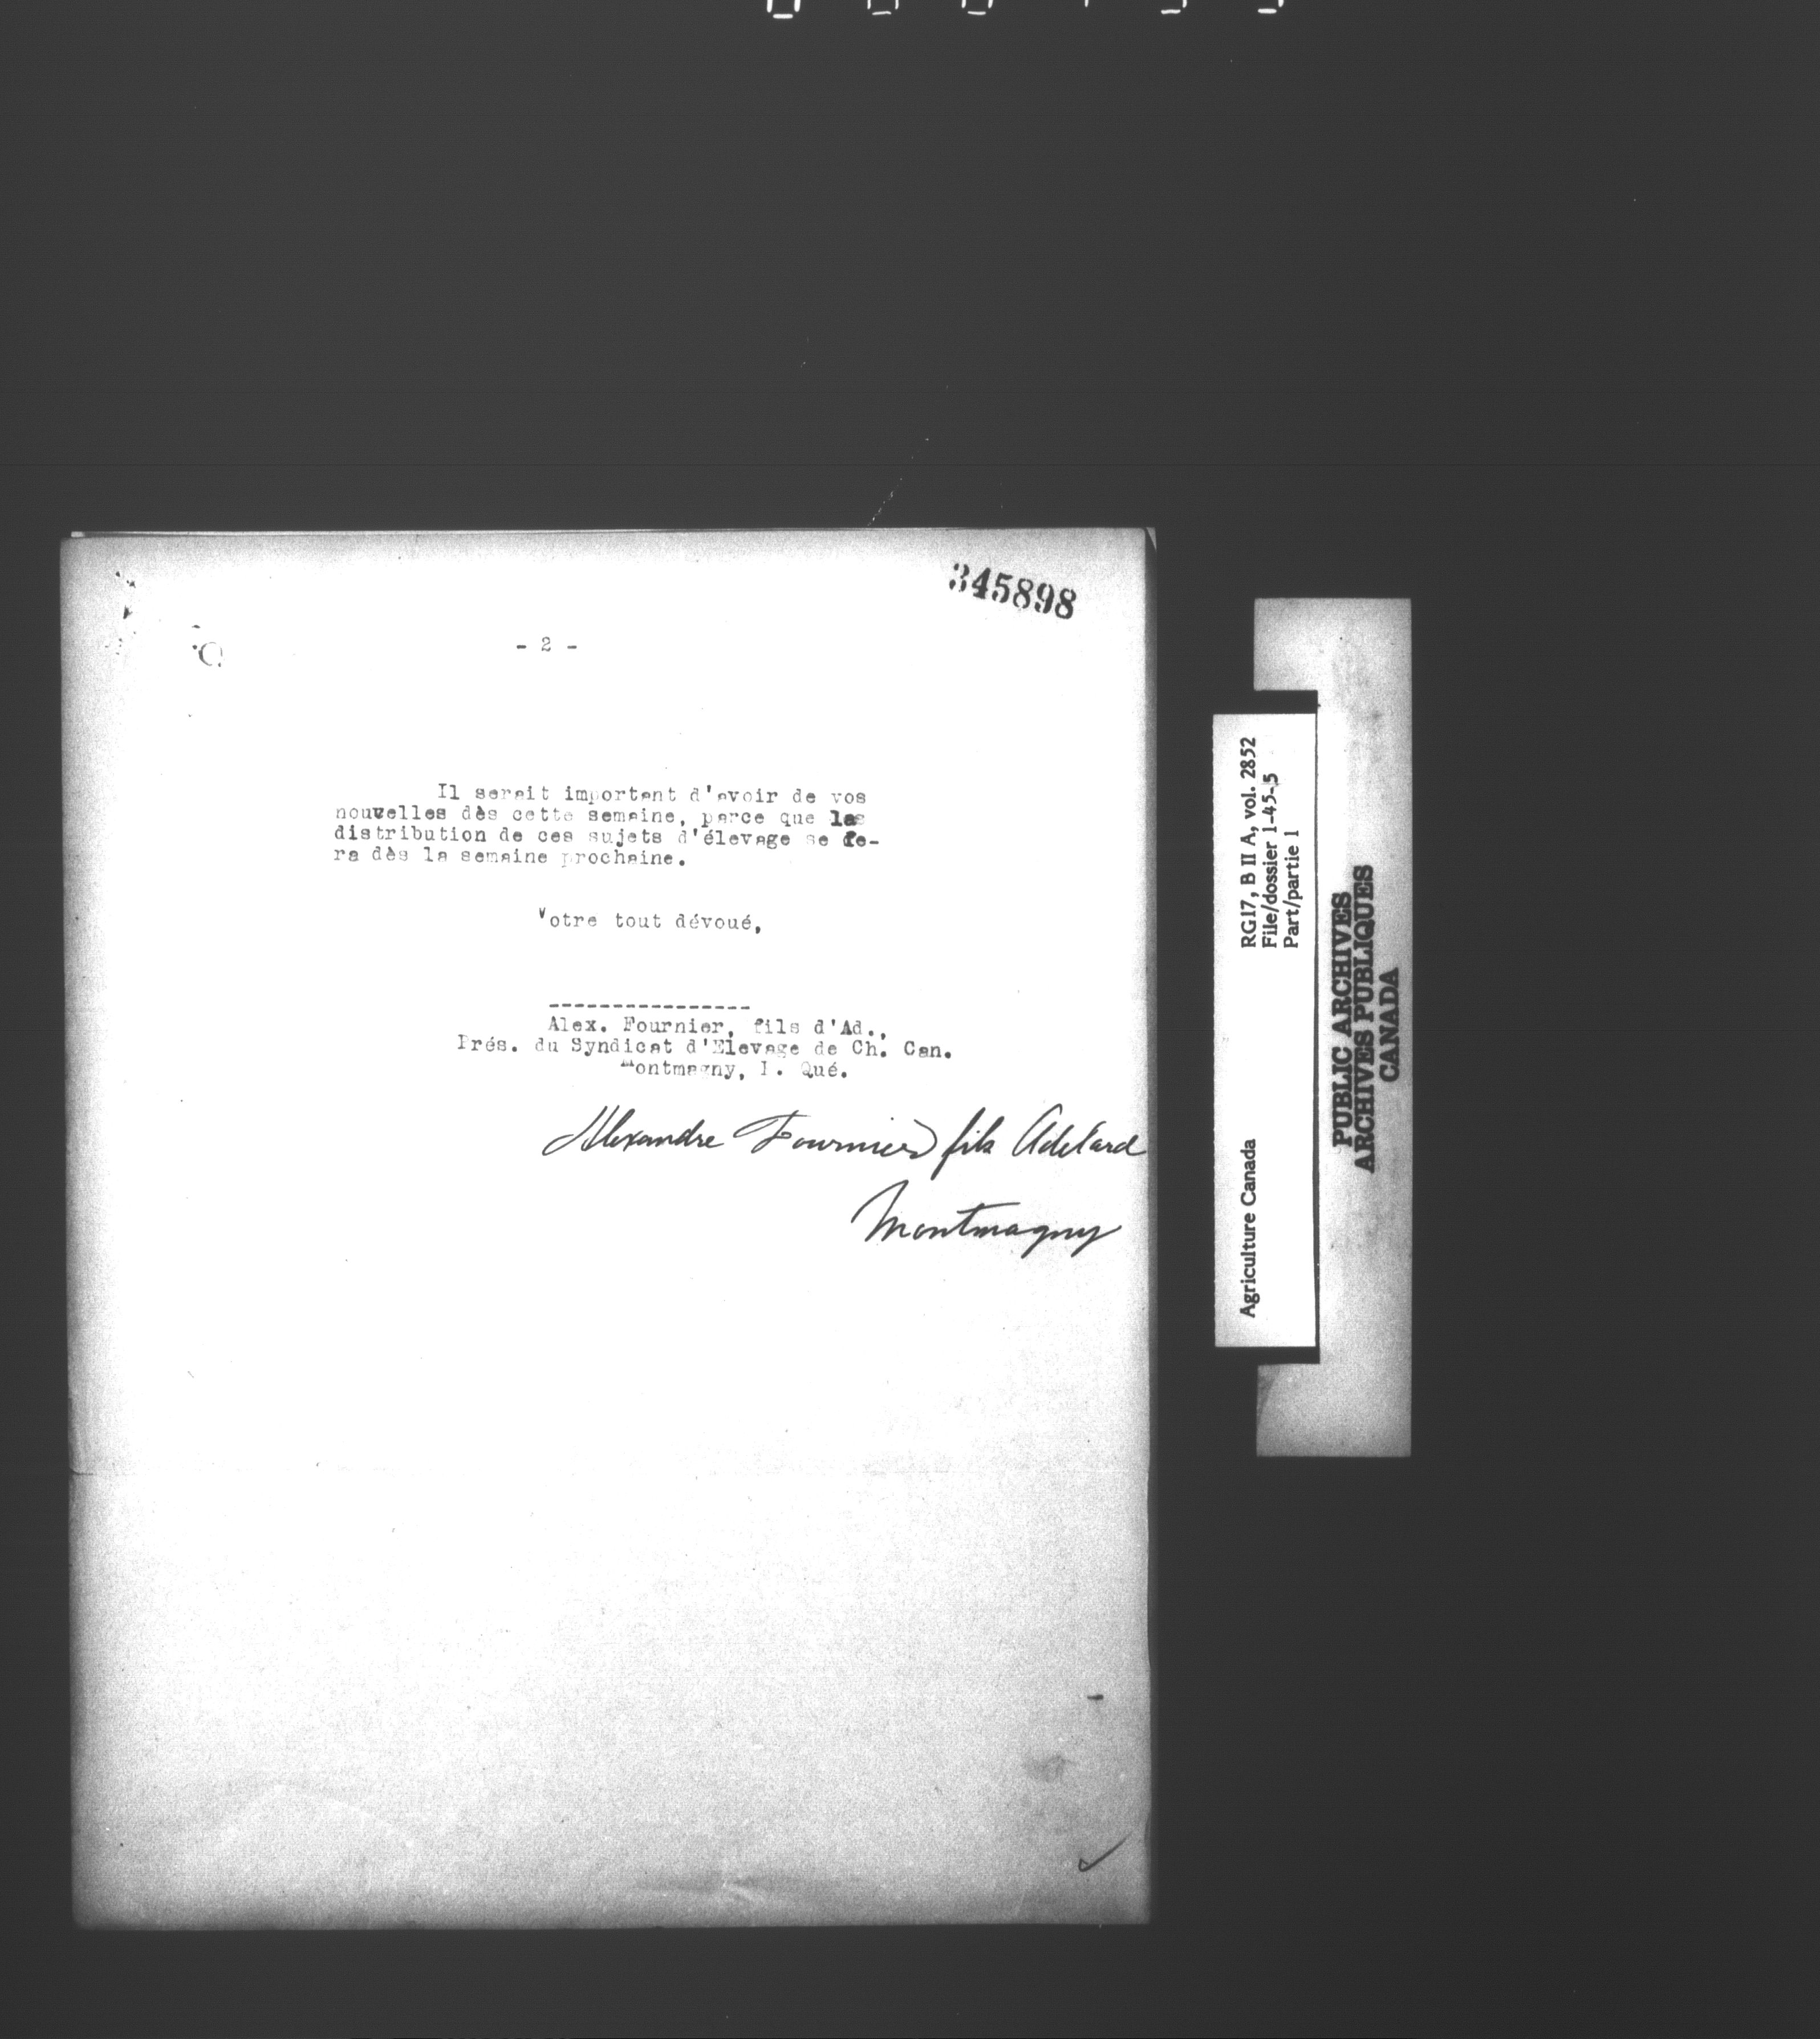 345898
- 2 -
Il serait important d'avoir de vos
nouvelles dès cette semaine, parce que la
distribution de ces sujets d'élevage se fe-
ra dès la semaine prochaine.
Votre tout dévoué,
----------------
Alex. Fournier, fils d'Ad.,
Prés. du Syndicat d'Elevage de Ch. Can.
Montmagny, P. Qué.
Alexandre Fournier fils Adelard
Montmagny
Agriculture Canada
RG17, B II A, vol. 2852
File/dossier 1-45-5
Part/partie 1
PUBLIC ARCHIVES
ARCHIVES PUBLIQUES
CANADA